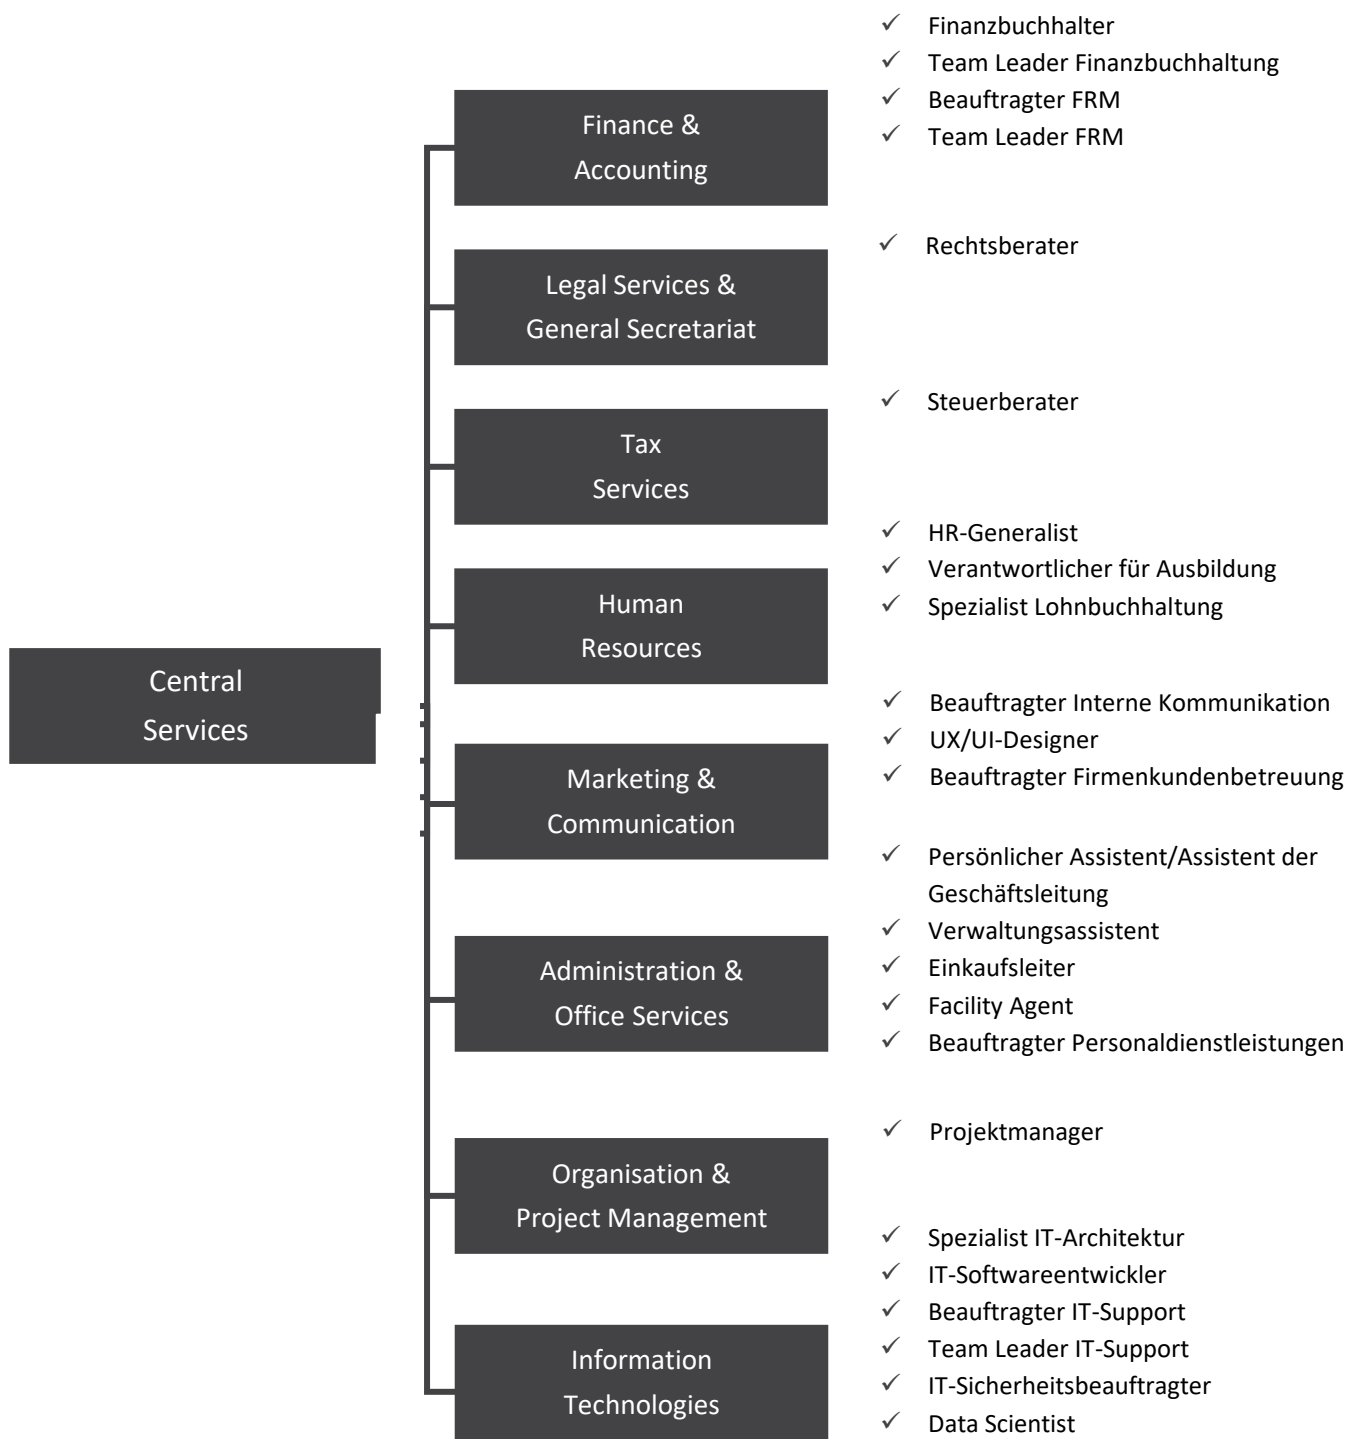 ✓ Finanzbuchhalter
✓ Team Leader Finanzbuchhaltung
✓ Beauftragter FRM
✓ Team Leader FRM
Finance &
Accounting
✓ Rechtsberater
Legal Services &
General Secretariat
✓ Steuerberater
Tax
Services
✓ HR-Generalist
✓ Verantwortlicher für Ausbildung
✓ Spezialist Lohnbuchhaltung
Human
Resources
Central
Services
✓ Beauftragter Interne Kommunikation
✓ UX/UI-Designer
✓ Beauftragter Firmenkundenbetreuung
Marketing &
Communication
✓ Persönlicher Assistent/Assistent der
Geschäftsleitung
✓ Verwaltungsassistent
✓ Einkaufsleiter
✓ Facility Agent
✓ Beauftragter Personaldienstleistungen
Administration &
Office Services
✓ Projektmanager
Organisation &
Project Management
✓ Spezialist IT-Architektur
✓ IT-Softwareentwickler
✓ Beauftragter IT-Support
✓ Team Leader IT-Support
✓ IT-Sicherheitsbeauftragter
✓ Data Scientist
Information
Technologies